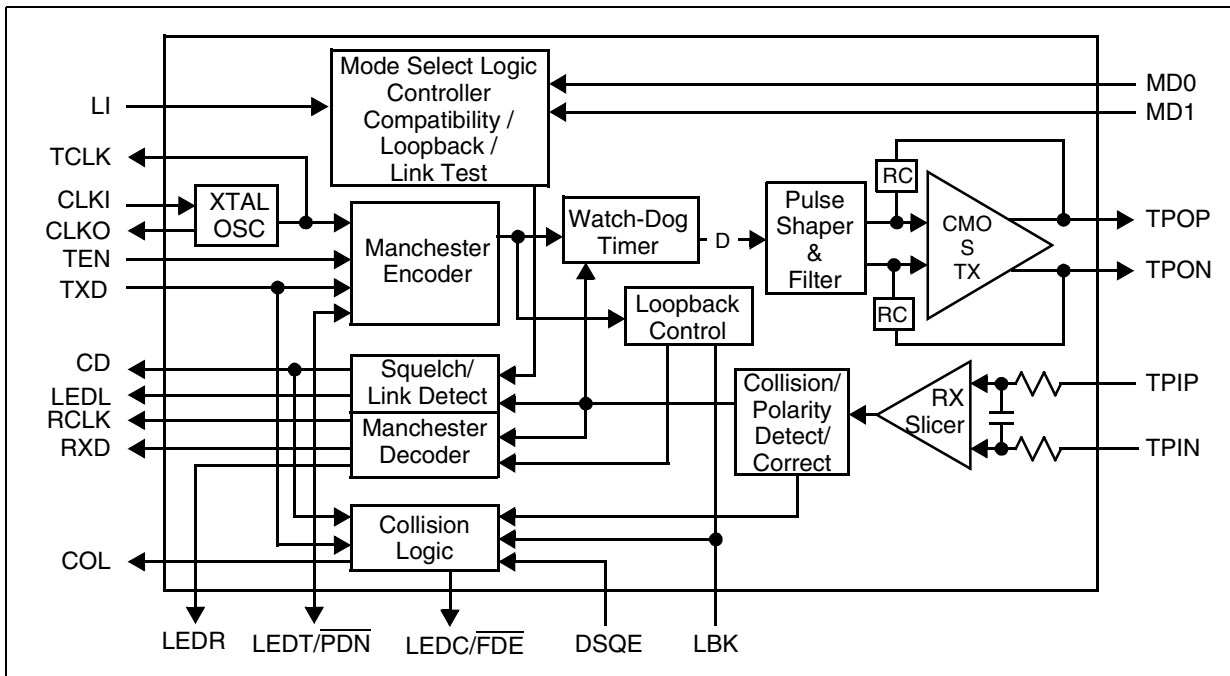 Mode Select Logic
Controller
Compatibility /
Loopback /
Link Test
LI
MD0
MD1
TCLK
CLKI
CLKO
XTAL
OSC
TEN
TXD
Manchester
Encoder
Watch-Dog
Timer
D
Pulse
Shaper
&
Filter
RC
RC
CMO
S
TX
TPOP
TPON
Loopback
Control
CD
LEDL
RCLK
RXD
Squelch/
Link Detect
Manchester
Decoder
Collision/
Polarity
Detect/
Correct
RX
Slicer
TPIP
TPIN
Collision
Logic
COL
LEDR
LEDT/PDN
LEDC/FDE
DSQE
LBK